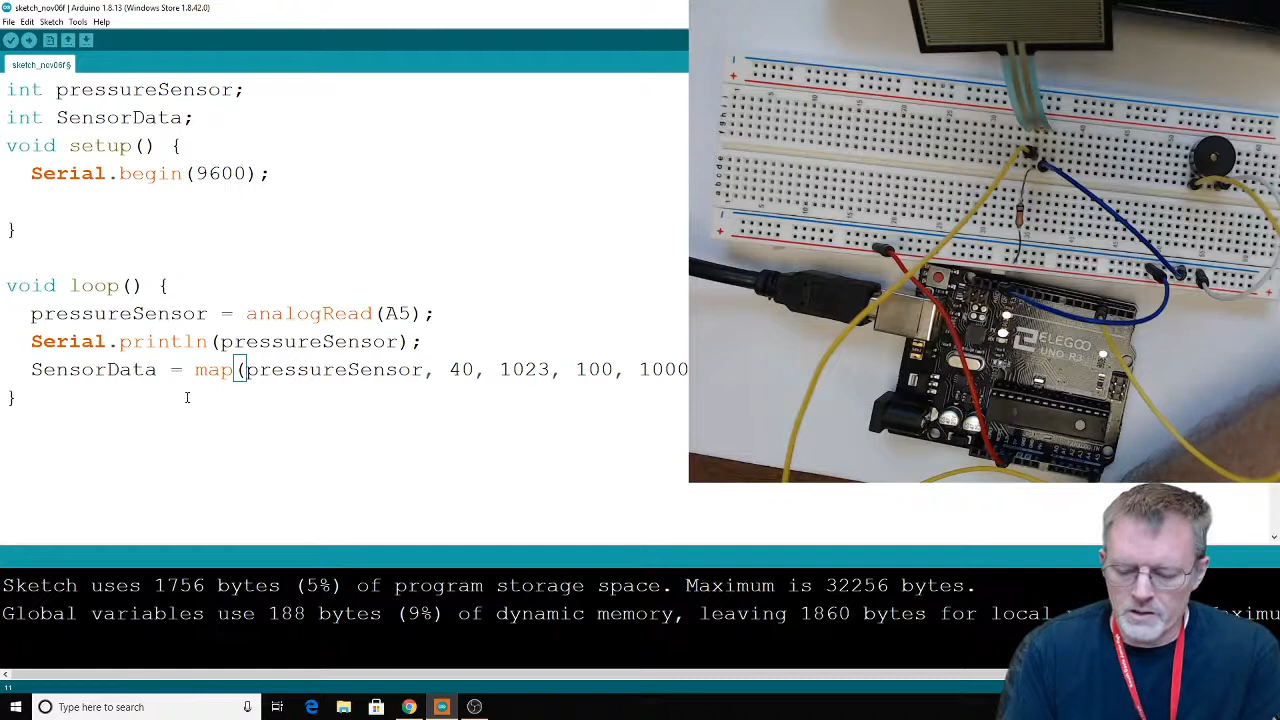 sketch_nov06f | Arduino 1.8.13 (Windows Store 1.8.42.0)
File Edit Sketch Tools Help
sketch_nov06f§
int pressureSensor;
int SensorData;
void setup() {
Serial.begin(9600);
}
void loop() {
pressureSensor = analogRead(A5);
Serial.println(pressureSensor);
SensorData = map(pressureSensor, 40, 1023, 100, 1000
}
ELEGOO
UNO R3
Sketch uses 1756 bytes (5%) of program storage space. Maximum is 32256 bytes.
Global variables use 188 bytes (9%) of dynamic memory, leaving 1860 bytes for local
11
Type here to search